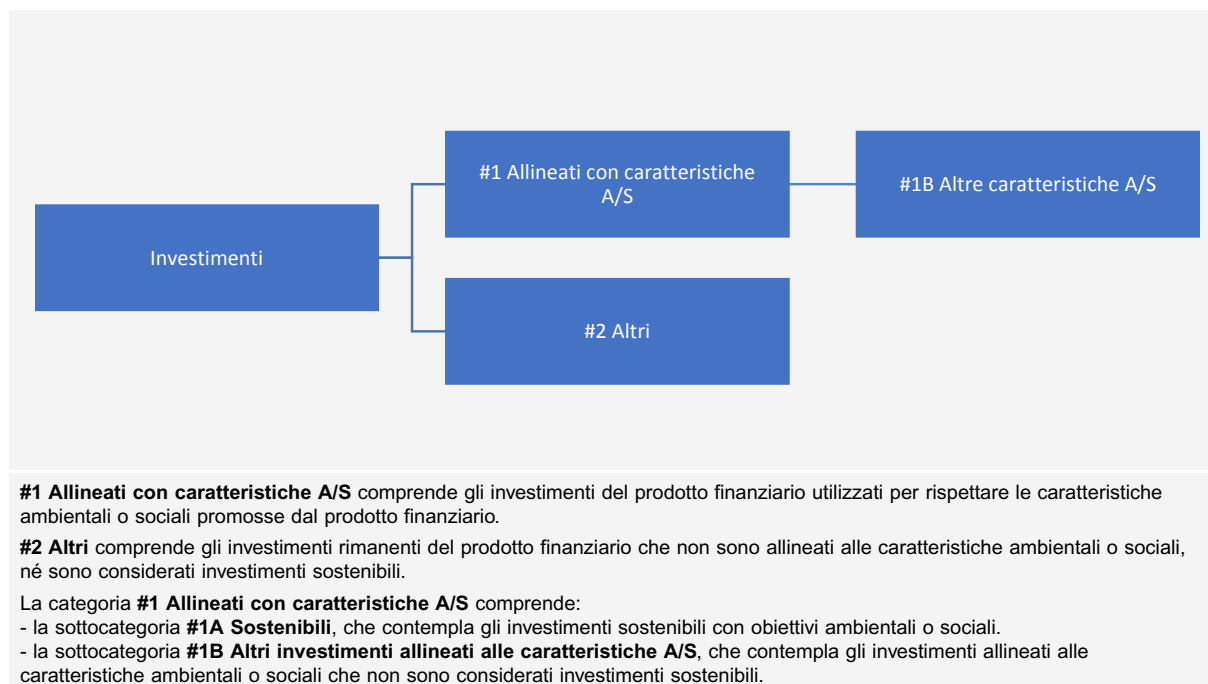 #1 Allineati con caratteristiche
A/S
#1B Altre caratteristiche A/S
Investimenti
#2 Altri
#1 Allineati con caratteristiche A/S comprende gli investimenti del prodotto finanziario utilizzati per rispettare le caratteristiche
ambientali o sociali promosse dal prodotto finanziario.
#2 Altri comprende gli investimenti rimanenti del prodotto finanziario che non sono allineati alle caratteristiche ambientali o sociali,
né sono considerati investimenti sostenibili.
La categoria #1 Allineati con caratteristiche A/S comprende:
- la sottocategoria #1A Sostenibili, che contempla gli investimenti sostenibili con obiettivi ambientali o sociali.
- la sottocategoria #1B Altri investimenti allineati alle caratteristiche A/S, che contempla gli investimenti allineati alle
caratteristiche ambientali o sociali che non sono considerati investimenti sostenibili.